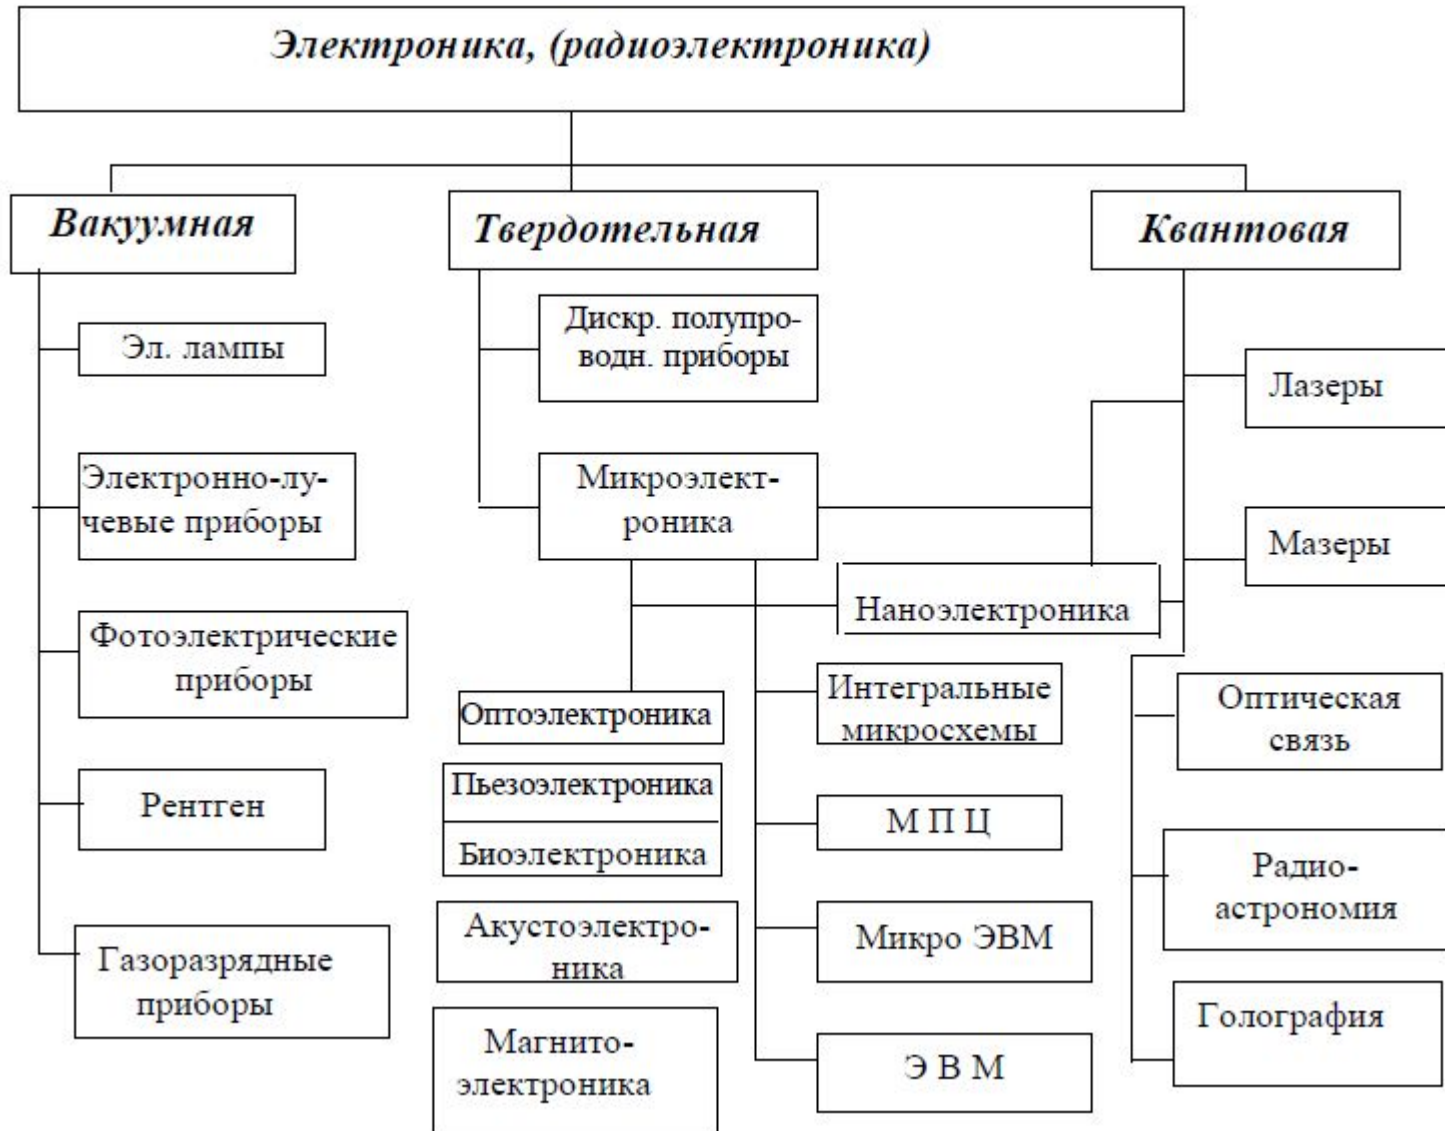 Электроника, (радиоэлектроника)
Вакуумная
Твердотельная
Квантовая
Эл. лампы
Электронно-лу-
чевые приборы
Фотоэлектрические
приборы
Рентген
Газоразрядные
приборы
Дискр. полупро-
водн. приборы
Микроэлект-
роника
Наноэлектроника
Оптоэлектроника
Пьезоэлектроника
Биоэлектроника
Акустоэлектро-
ника
Магнито-
электроника
Интегральные
микросхемы
М П Ц
Микро ЭВМ
Э В М
Лазеры
Мазеры
Оптическая
связь
Радио-
астрономия
Голография